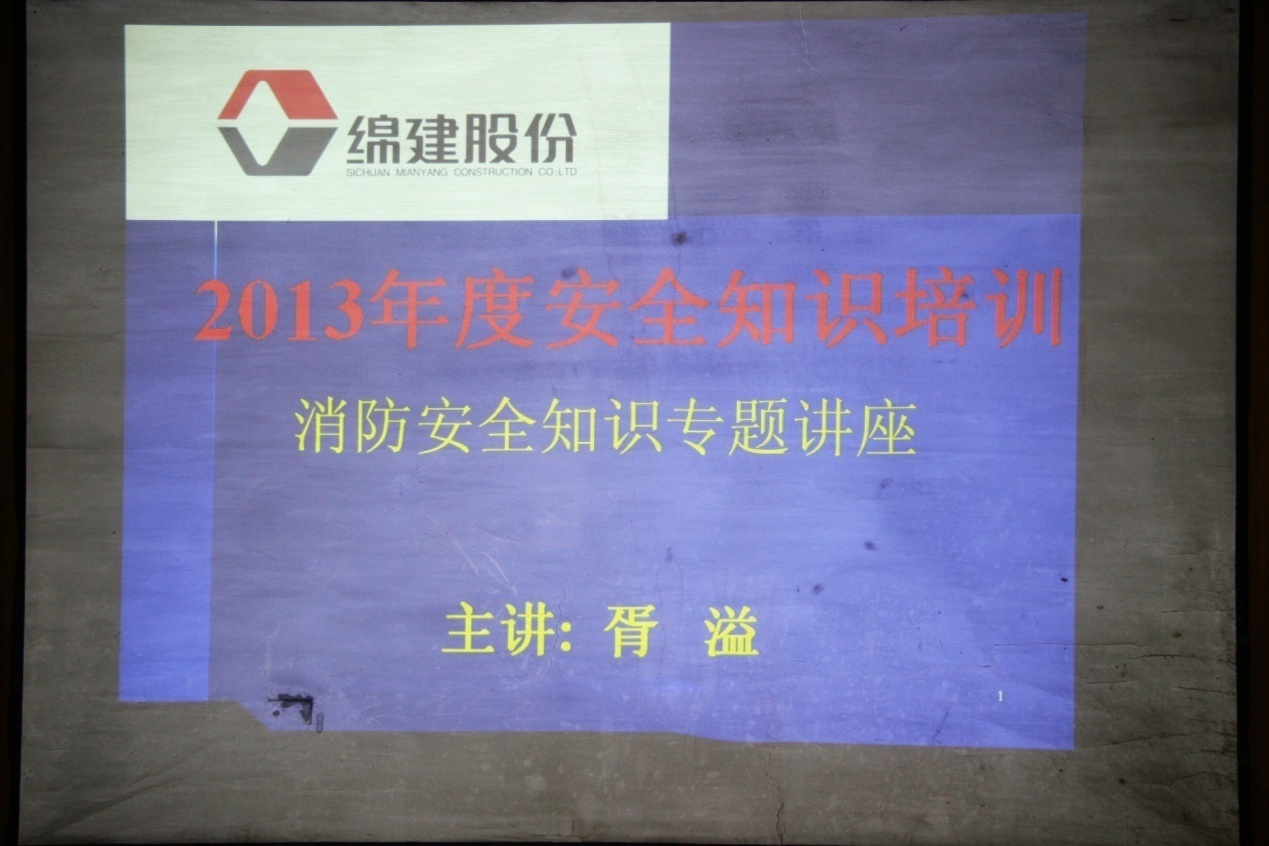 绵建股份
SICHUAN MIANYANG CONSTRUCTION CO.:LTD
2013年度安全知识培训
消防安全知识专题讲座
主讲: 胥 溢
1